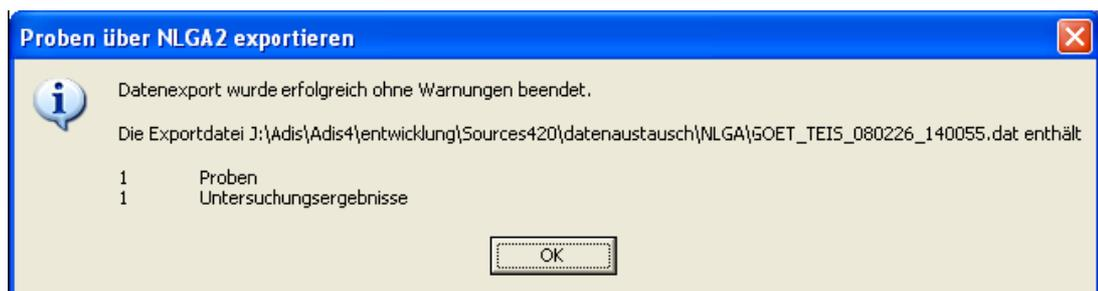 Proben über NLGA2 exportieren
Datenexport wurde erfolgreich ohne Warnungen beendet.
Die Exportdatei J:\Adis\Adis4\entwicklung\Sources420\datenaustausch\NLGA\GOET_TEIS_080226_140055.dat enthält
1 Proben
1 Untersuchungsergebnisse
OK